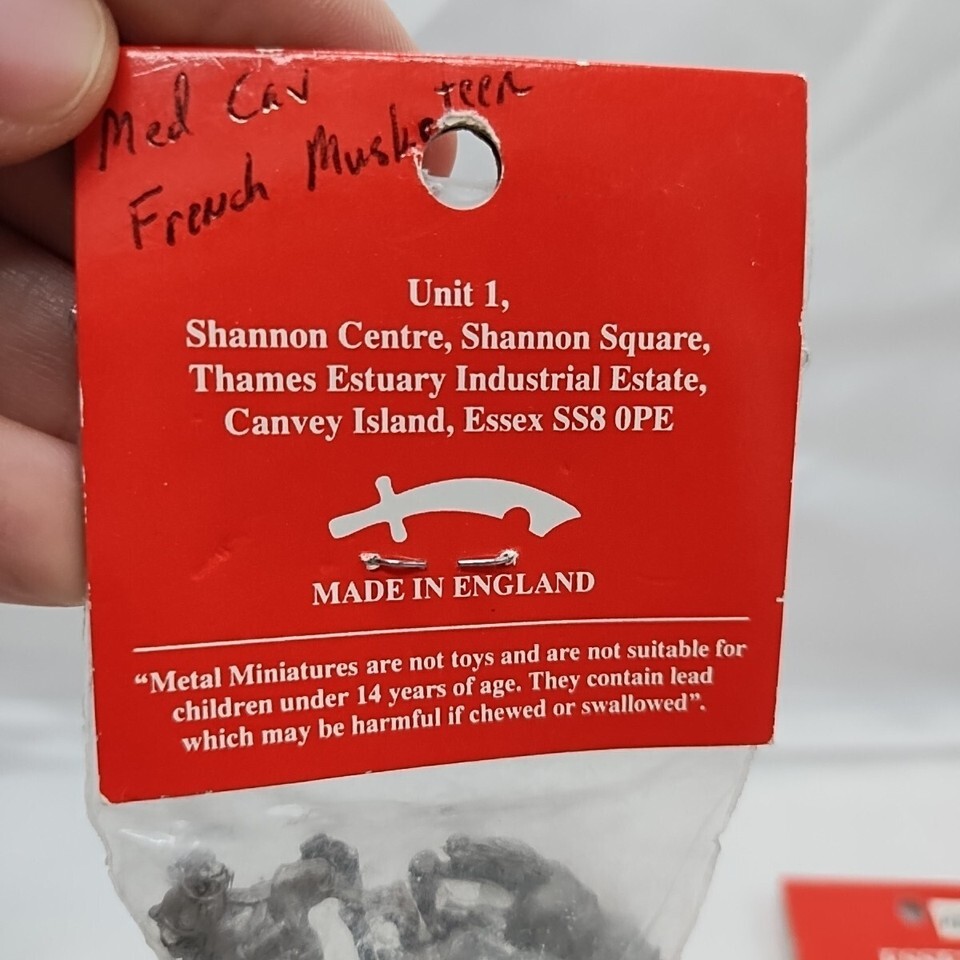 Med Cav
French Musketeer
Unit 1,
Shannon Centre, Shannon Square,
Thames Estuary Industrial Estate,
Canvey Island, Essex SS8 0PE
MADE IN ENGLAND
“Metal Miniatures are not toys and are not suitable for
children under 14 years of age. They contain lead
which may be harmful if chewed or swallowed”.